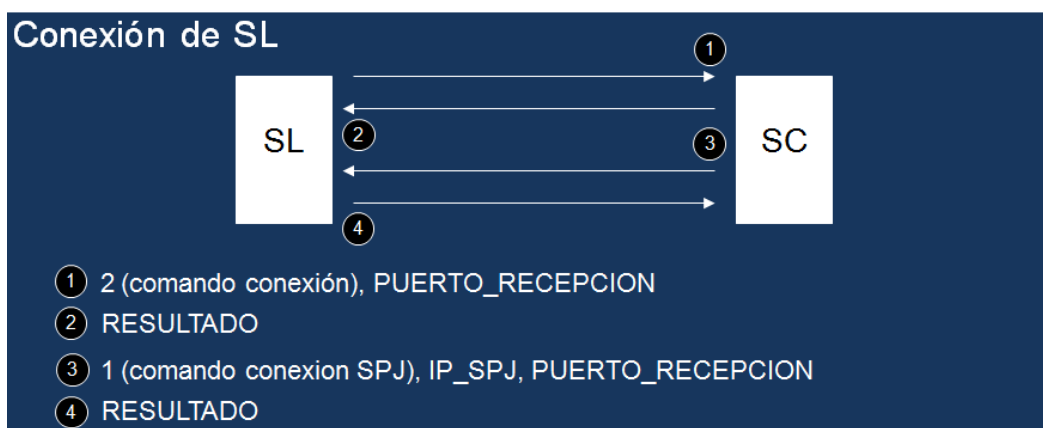 Conexión de SL
1
SL
2
3
SC
4
1 2 (comando conexión), PUERTO_RECEPCION
2 RESULTADO
3 1 (comando conexion SPJ), IP_SPJ, PUERTO_RECEPCION
4 RESULTADO